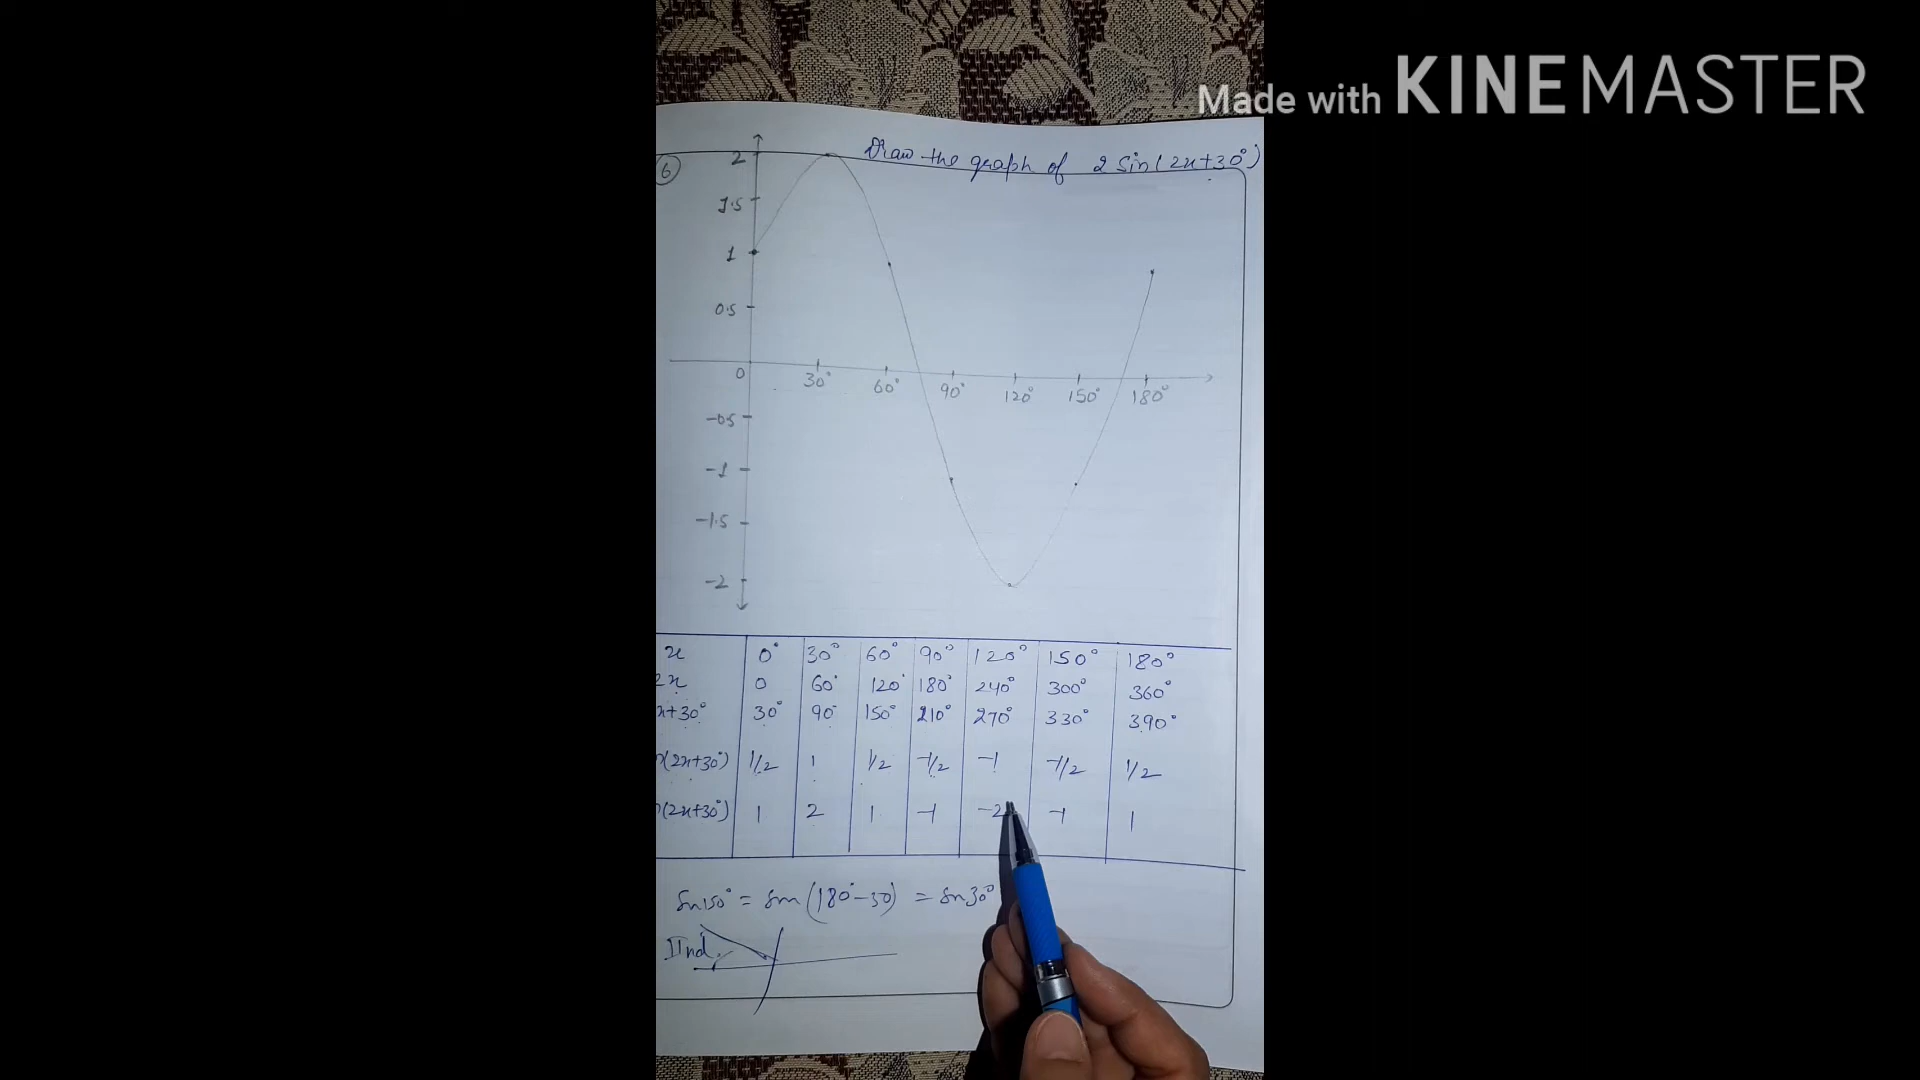 Made with KINEMASTER
Draw the graph of 2 sin(2x+30°)
6
2
1.5
1
0.5
0
30° 60° 90° 120° 150° 180°
-0.5
-1
-1.5
-2
x 0° 30° 60° 90° 120° 150° 180°
2x 0 60° 120° 180° 240° 300° 360°
x+30° 30° 90° 150° 210° 270° 330° 390°
(2x+30°) 1/2 1 1/2 -1/2 -1 -1/2 1/2
(2x+30°) 1 2 1 -1 -2 -1 1
Sin150° = Sin(180°-30) = Sin30°
IInd.